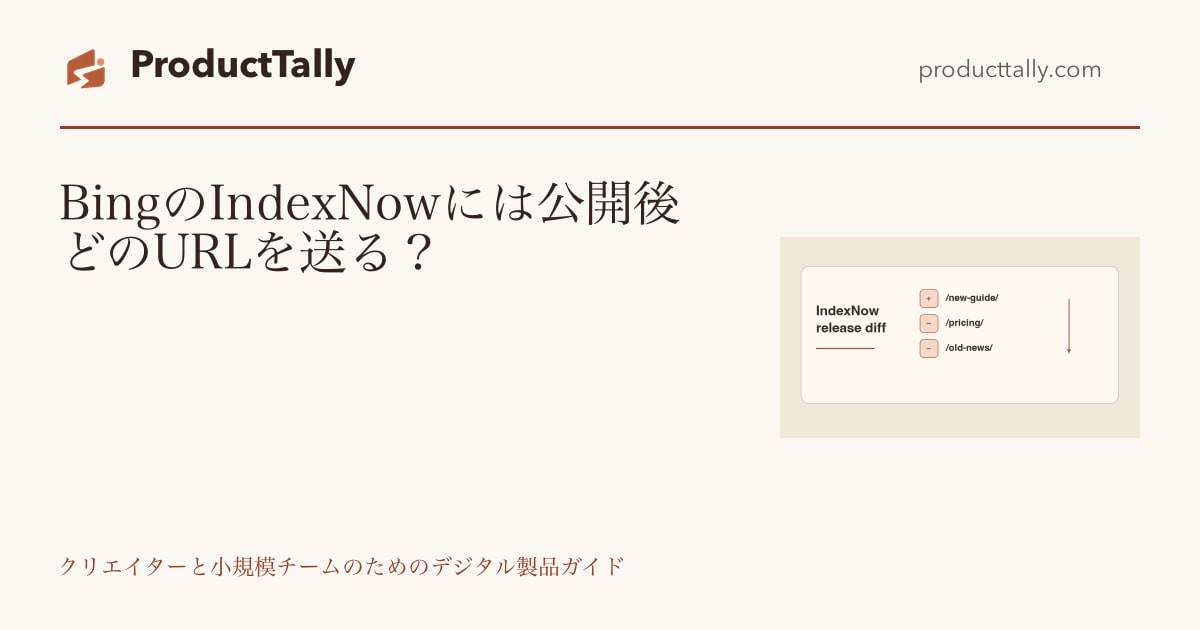 ProductTally
producttally.com
BingのIndexNowには公開後
どのURLを送る？
IndexNow
release diff
+ /new-guide/
~ /pricing/
− /old-news/
クリエイターと小規模チームのためのデジタル製品ガイド